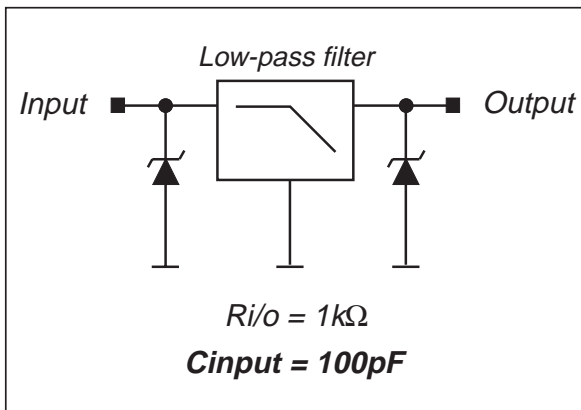 Low-pass filter
Input
Output
Ri/o = 1kΩ
Cinput = 100pF